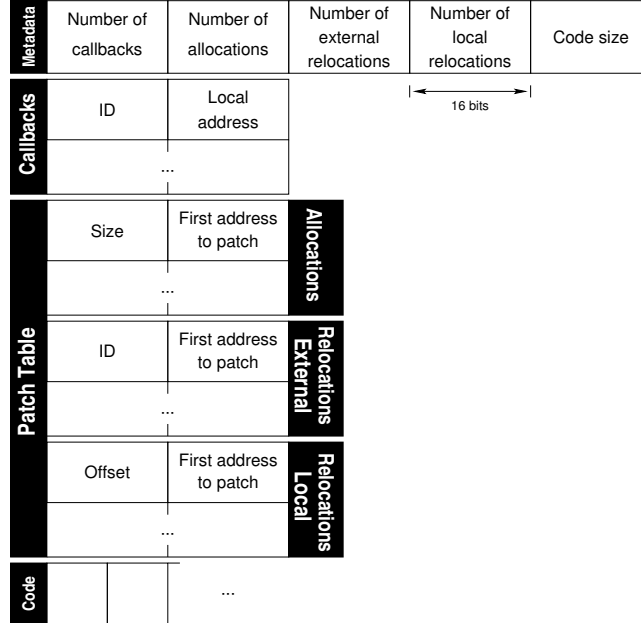 Metadata
Number of
callbacks
Number of
allocations
Number of
external
relocations
Number of
local
relocations
Code size
16 bits
Callbacks
ID
Local
address
...
Patch Table
Size
First address
to patch
...
Allocations
ID
First address
to patch
...
Relocations
External
Offset
First address
to patch
...
Relocations
Local
Code
...